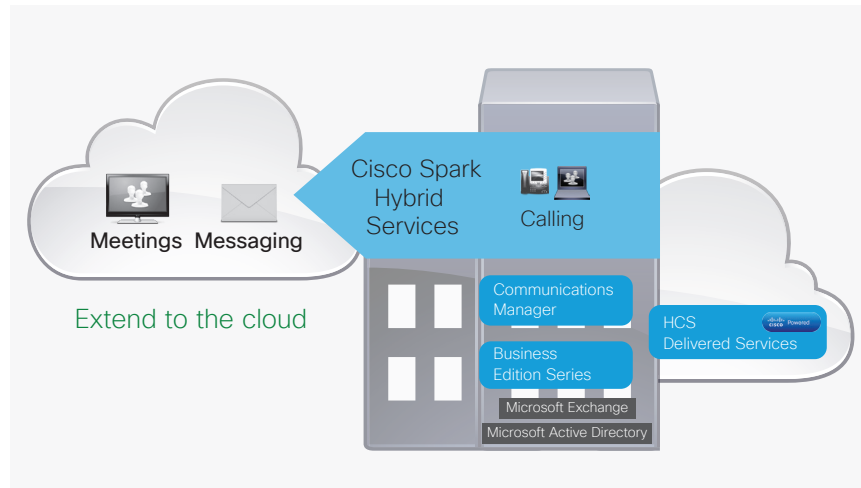 Cisco Spark
Hybrid
Services
Calling
Meetings
Messaging
Extend to the cloud
Communications
Manager
Business
Edition Series
Microsoft Exchange
Microsoft Active Directory
HCS
Delivered Services
CISCO Powered